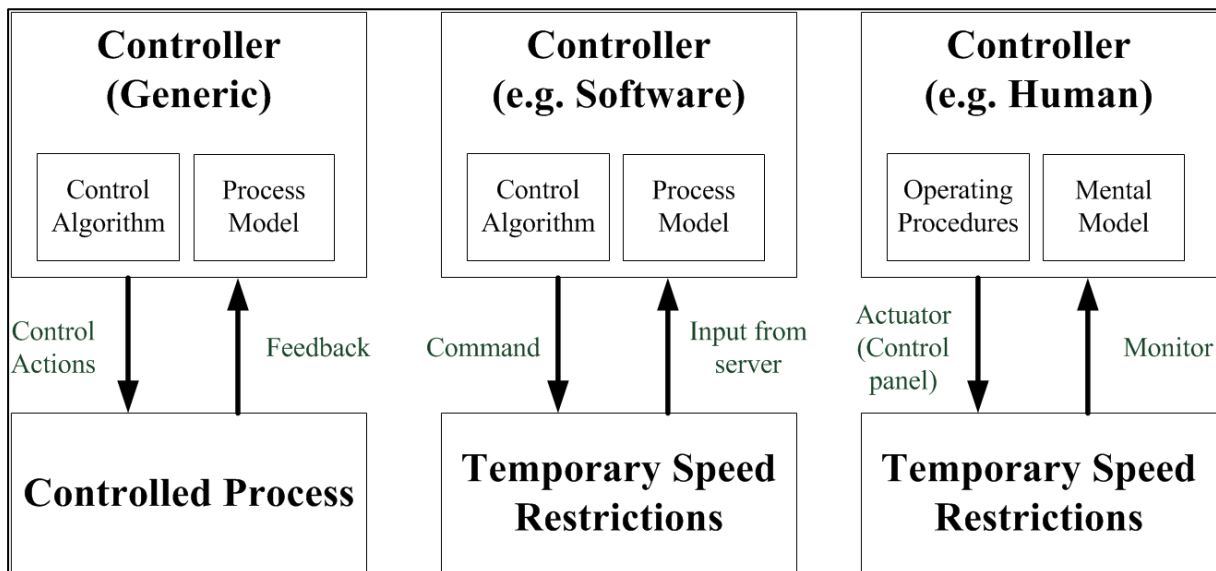 Controller
(Generic)
Control
Algorithm
Process
Model
Control
Actions
Feedback
Controlled Process
Controller
(e.g. Software)
Control
Algorithm
Process
Model
Command
Input from
server
Temporary Speed
Restrictions
Controller
(e.g. Human)
Operating
Procedures
Mental
Model
Actuator
(Control
panel)
Monitor
Temporary Speed
Restrictions